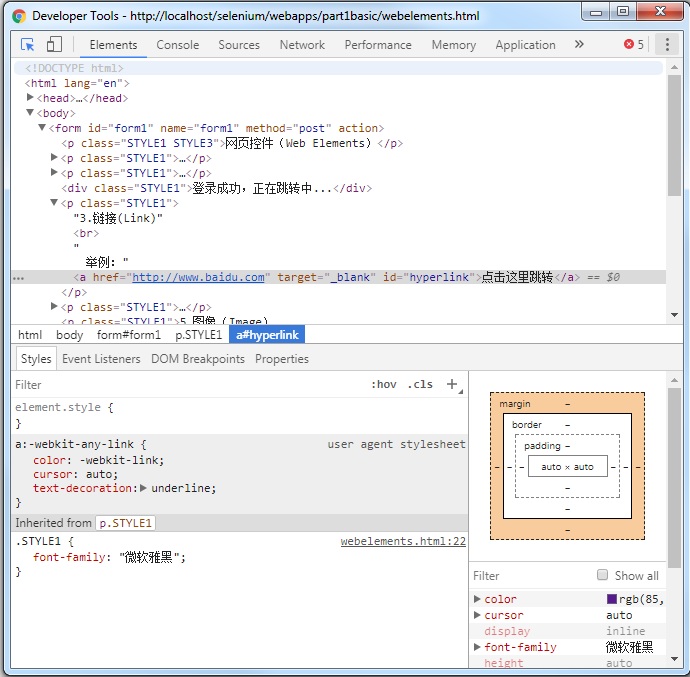 Developer Tools - http://localhost/selenium/webapps/part1basic/webelements.html
Elements Console Sources Network Performance Memory Application » 5
<!DOCTYPE html>
<html lang="en">
<head>…</head>
<body>
<form id="form1" name="form1" method="post" action>
<p class="STYLE1 STYLE3">网页控件 (Web Elements) </p>
<p class="STYLE1">…</p>
<p class="STYLE1">…</p>
<div class="STYLE1">登录成功，正在跳转中...</div>
<p class="STYLE1">
"3.链接(Link)"
<br>
"
举例： "
<a href="http://www.baidu.com" target="_blank" id="hyperlink">点击这里跳转</a> == $0
</p>
<p class="STYLE1">…</p>
<p class="STYLE1">5.图像 (Image)
html body form#form1 p.STYLE1 a#hyperlink
Styles Event Listeners DOM Breakpoints Properties
Filter :hov .cls +
element.style {
}
a:-webkit-any-link { user agent stylesheet
color: -webkit-link;
cursor: auto;
text-decoration: underline;
}
Inherited from p.STYLE1
.STYLE1 { webelements.html:22
font-family: "微软雅黑";
}
margin –
border –
padding –
– – – auto × auto – – –
–
–
–
Filter Show all
color rgb(85,
cursor auto
display inline
font-family 微软雅黑
height auto